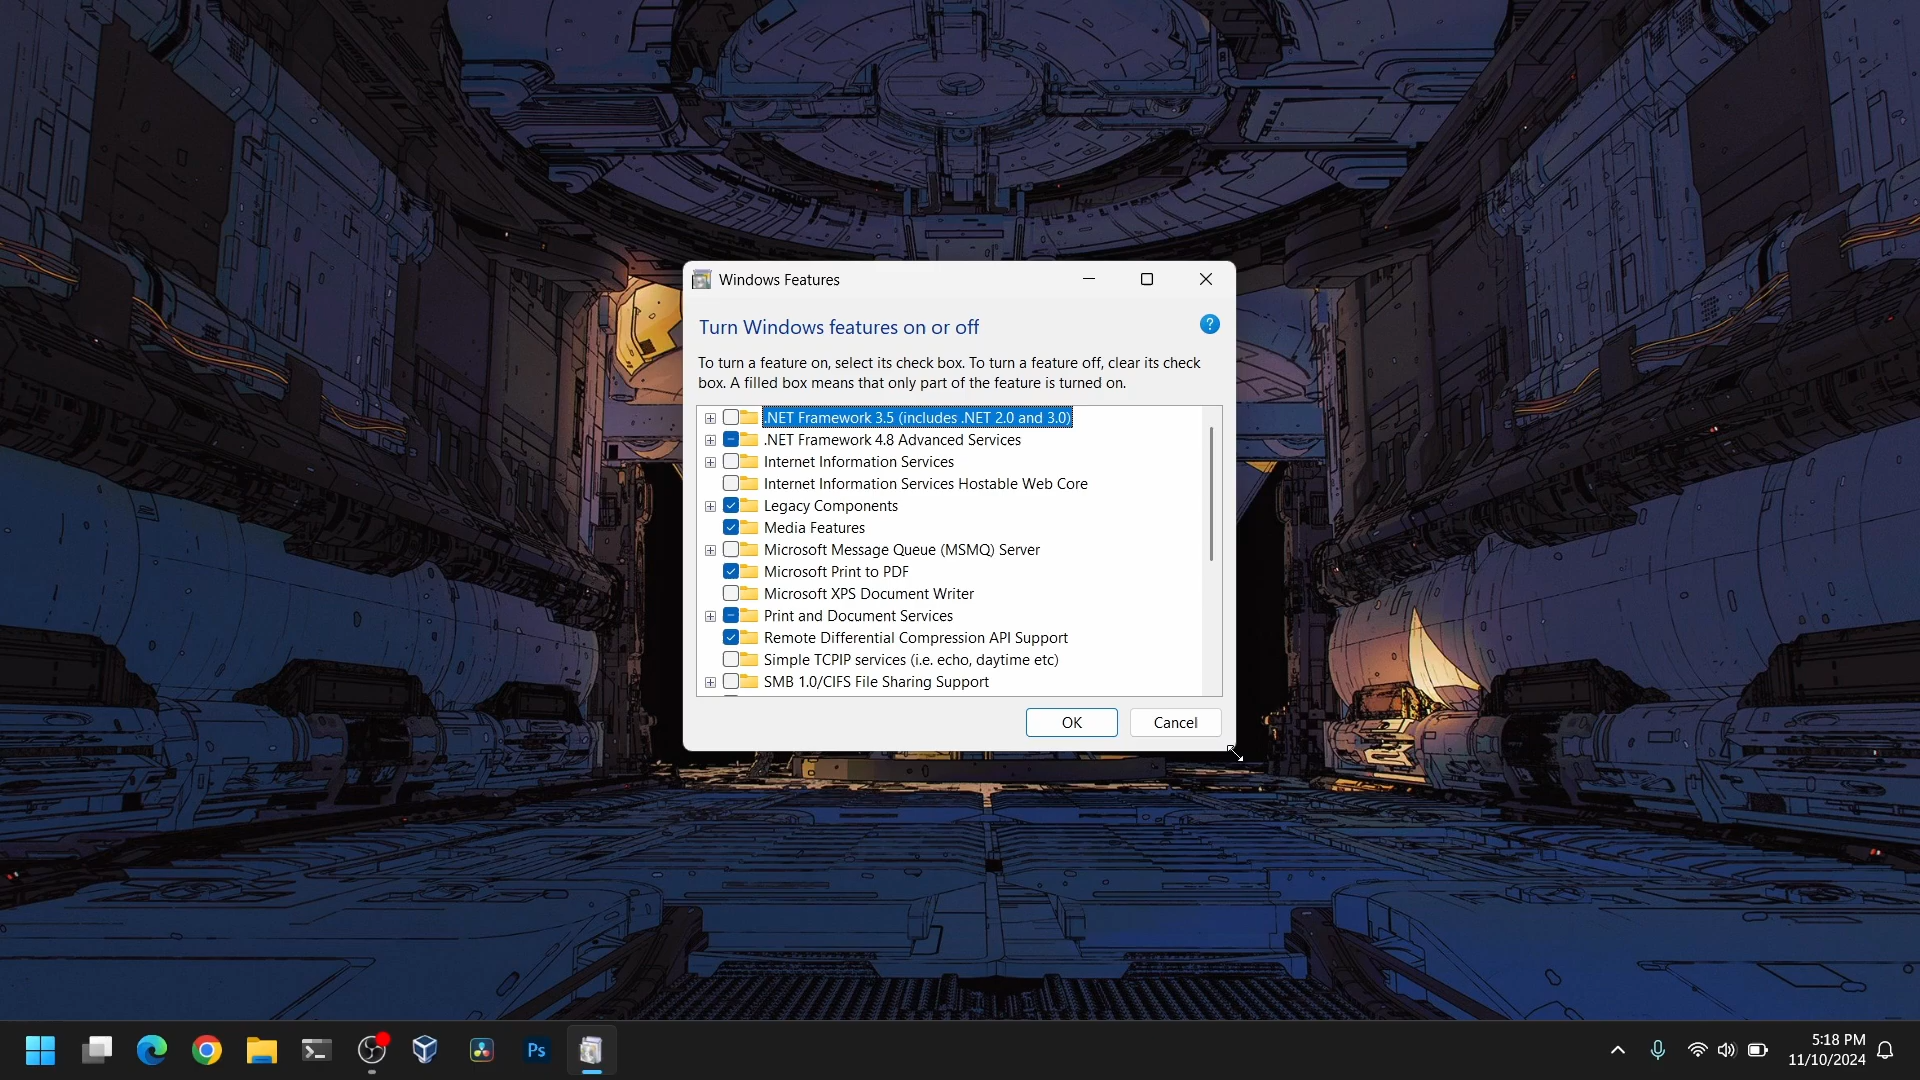 Windows Features
Turn Windows features on or off
To turn a feature on, select its check box. To turn a feature off, clear its check
box. A filled box means that only part of the feature is turned on.
.NET Framework 3.5 (includes .NET 2.0 and 3.0)
.NET Framework 4.8 Advanced Services
Internet Information Services
Internet Information Services Hostable Web Core
Legacy Components
Media Features
Microsoft Message Queue (MSMQ) Server
Microsoft Print to PDF
Microsoft XPS Document Writer
Print and Document Services
Remote Differential Compression API Support
Simple TCPIP services (i.e. echo, daytime etc)
SMB 1.0/CIFS File Sharing Support
OK
Cancel
Ps
5:18 PM
11/10/2024